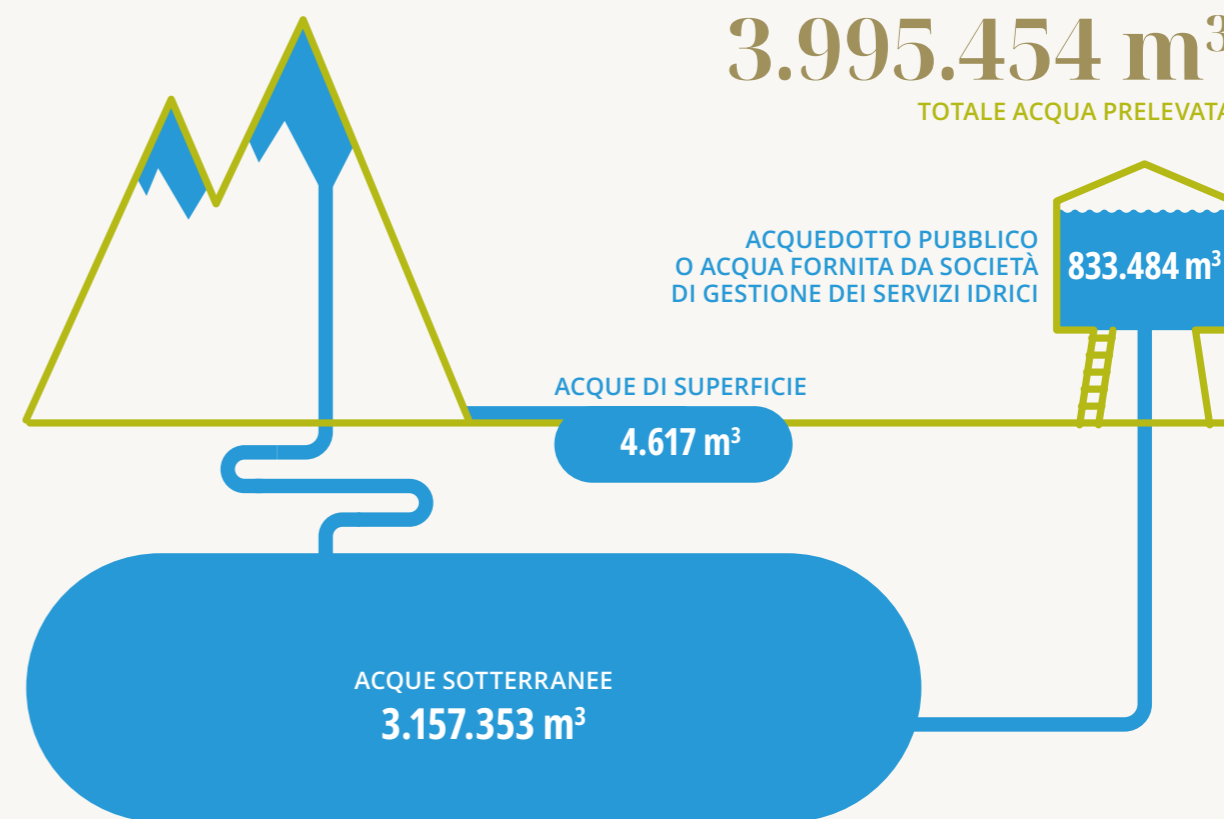 3.995.454 m³
TOTALE ACQUA PRELEVATA
ACQUEDOTTO PUBBLICO
O ACQUA FORNITA DA SOCIETÀ
DI GESTIONE DEI SERVIZI IDRICI
833.484 m³
ACQUE DI SUPERFICIE
4.617 m³
ACQUE SOTTERRANEE
3.157.353 m³